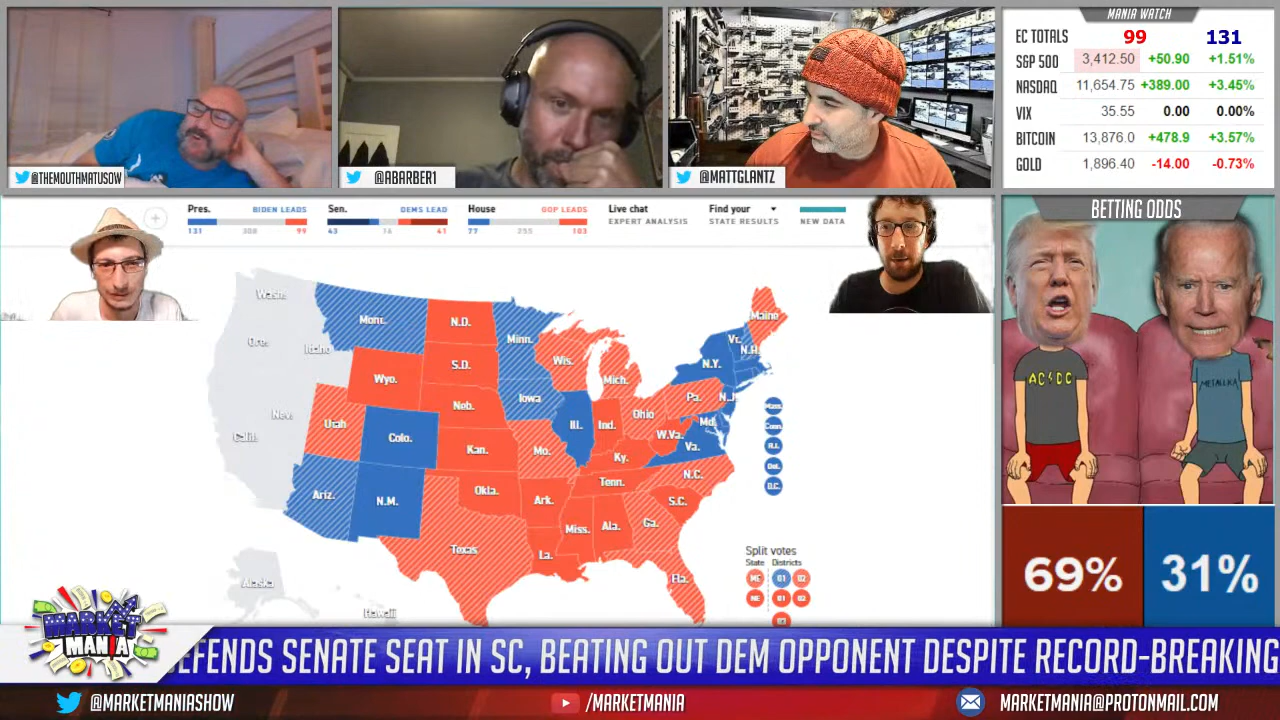 MANIA WATCH
EC TOTALS 99 131
S&P 500 3,412.50 +50.90 +1.51%
NASDAQ 11,654.75 +389.00 +3.45%
VIX 35.55 0.00 0.00%
BITCOIN 13,876.0 +478.9 +3.57%
GOLD 1,896.40 -14.00 -0.73%
@THEMOUTHMATUSOW
@ABARBER1
@MATTGLANTZ
Pres. BIDEN LEADS
131 308 99
Sen. DEMS LEAD
43 16 41
House GOP LEADS
77 255 103
Live chat
EXPERT ANALYSIS
Find your
STATE RESULTS
NEW DATA
BETTING ODDS
AC/DC
METALLICA
69% 31%
Wash.
Mont.
N.D.
Minn.
Maine
Ore.
Idaho
Vt.
N.H.
Wyo.
S.D.
Wis.
Mich.
N.Y.
Nev.
Utah
Colo.
Neb.
Iowa
Ill.
Ind.
Ohio
Pa.
N.J.
Mass.
Conn.
R.I.
Del.
D.C.
Calif.
Kan.
Mo.
Ky.
W.Va.
Md.
Va.
Ariz.
N.M.
Okla.
Ark.
Tenn.
N.C.
S.C.
Texas
La.
Miss.
Ala.
Ga.
Fla.
Alaska
Hawaii
Split votes
State Districts
ME 01 02
NE 01 02
MARKET
MANIA
EFENDS SENATE SEAT IN SC, BEATING OUT DEM OPPONENT DESPITE RECORD-BREAKING
@MARKETMANIASHOW
/MARKETMANIA
MARKETMANIA@PROTONMAIL.COM